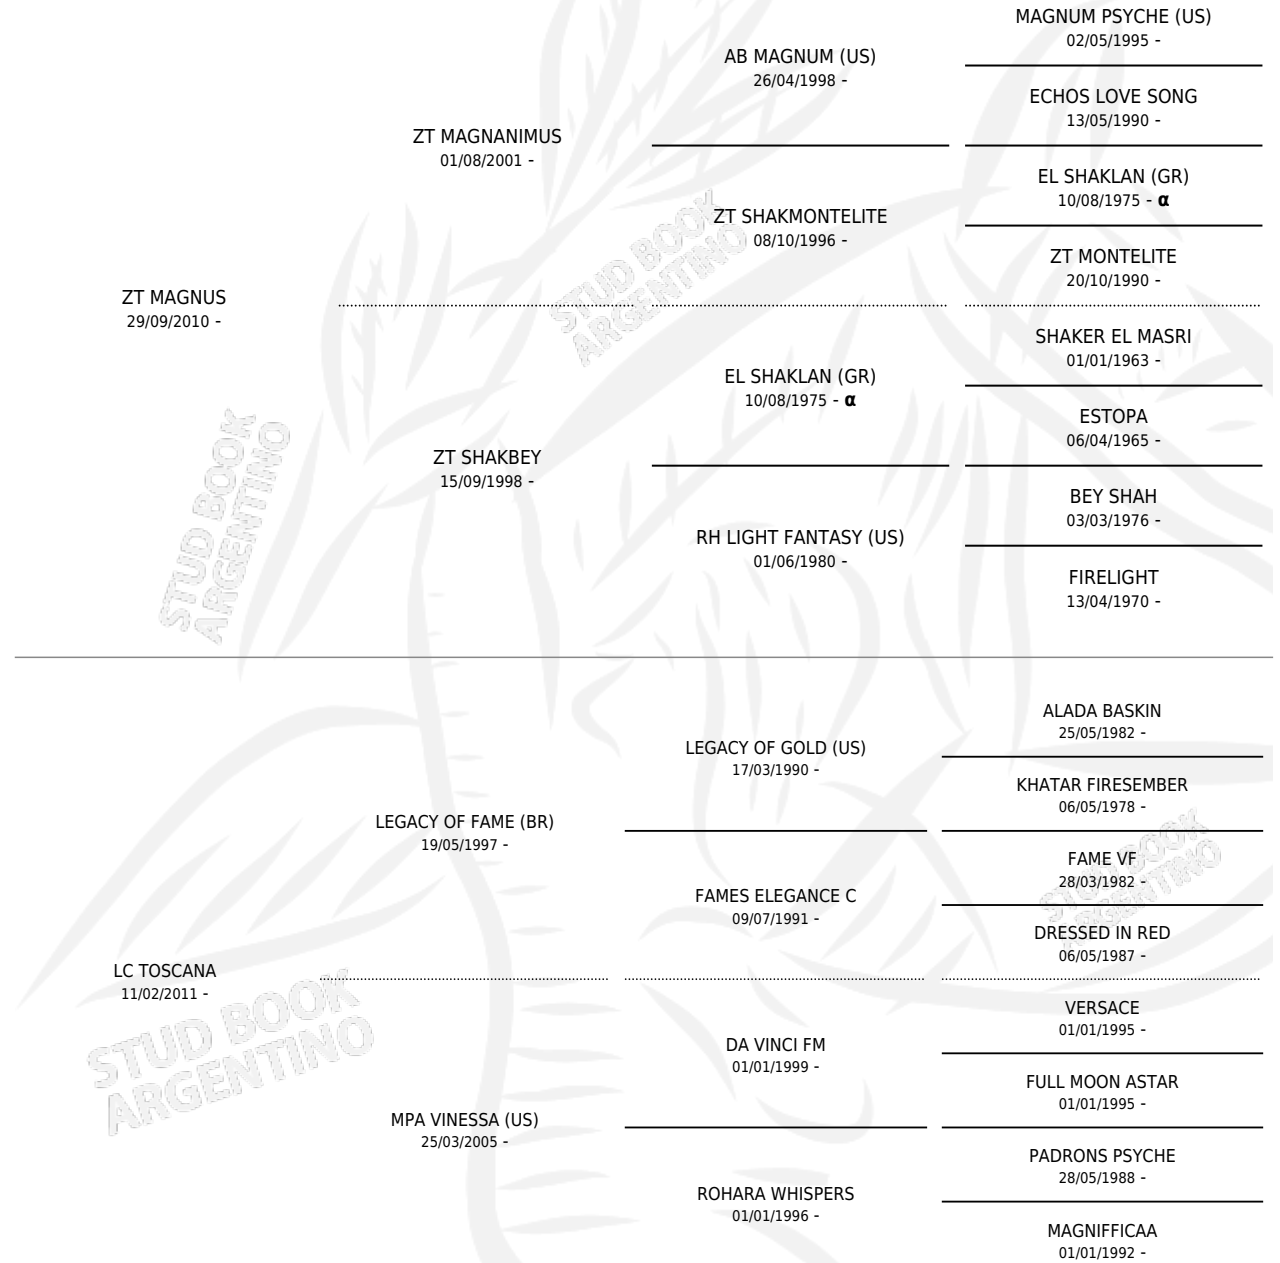 MAGNUM PSYCHE (US)
02/05/1995 -
AB MAGNUM (US)
26/04/1998 -
ECHOS LOVE SONG
13/05/1990 -
ZT MAGNANIMUS
01/08/2001 -
EL SHAKLAN (GR)
10/08/1975 - α
ZT SHAKMONTELITE
08/10/1996 -
ZT MONTELITE
20/10/1990 -
ZT MAGNUS
29/09/2010 -
SHAKER EL MASRI
01/01/1963 -
EL SHAKLAN (GR)
10/08/1975 - α
ESTOPA
06/04/1965 -
ZT SHAKBEY
15/09/1998 -
BEY SHAH
03/03/1976 -
RH LIGHT FANTASY (US)
01/06/1980 -
FIRELIGHT
13/04/1970 -
ALADA BASKIN
25/05/1982 -
LEGACY OF GOLD (US)
17/03/1990 -
KHATAR FIRESEMBER
06/05/1978 -
LEGACY OF FAME (BR)
19/05/1997 -
FAME VF
28/03/1982 -
FAMES ELEGANCE C
09/07/1991 -
DRESSED IN RED
06/05/1987 -
LC TOSCANA
11/02/2011 -
VERSACE
01/01/1995 -
DA VINCI FM
01/01/1999 -
FULL MOON ASTAR
01/01/1995 -
MPA VINESSA (US)
25/03/2005 -
PADRONS PSYCHE
28/05/1988 -
ROHARA WHISPERS
01/01/1996 -
MAGNIFFICAA
01/01/1992 -
STUD BOOK
ARGENTINO
STUD BOOK
ARGENTINO
STUD BOOK
ARGENTINO
STUD BOOK
ARGENTINO